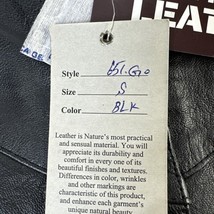 LEAT
Style 651-Go
Size S
Color BLK
Leather is Nature's most practical
and sensual material. You will
appreciate its durability and
comfort in every one of its
beautiful finishes and textures.
Differences in color, wrinkles
and other markings are
characteristic of this product,
and enhance each garment's
unique natural beauty.